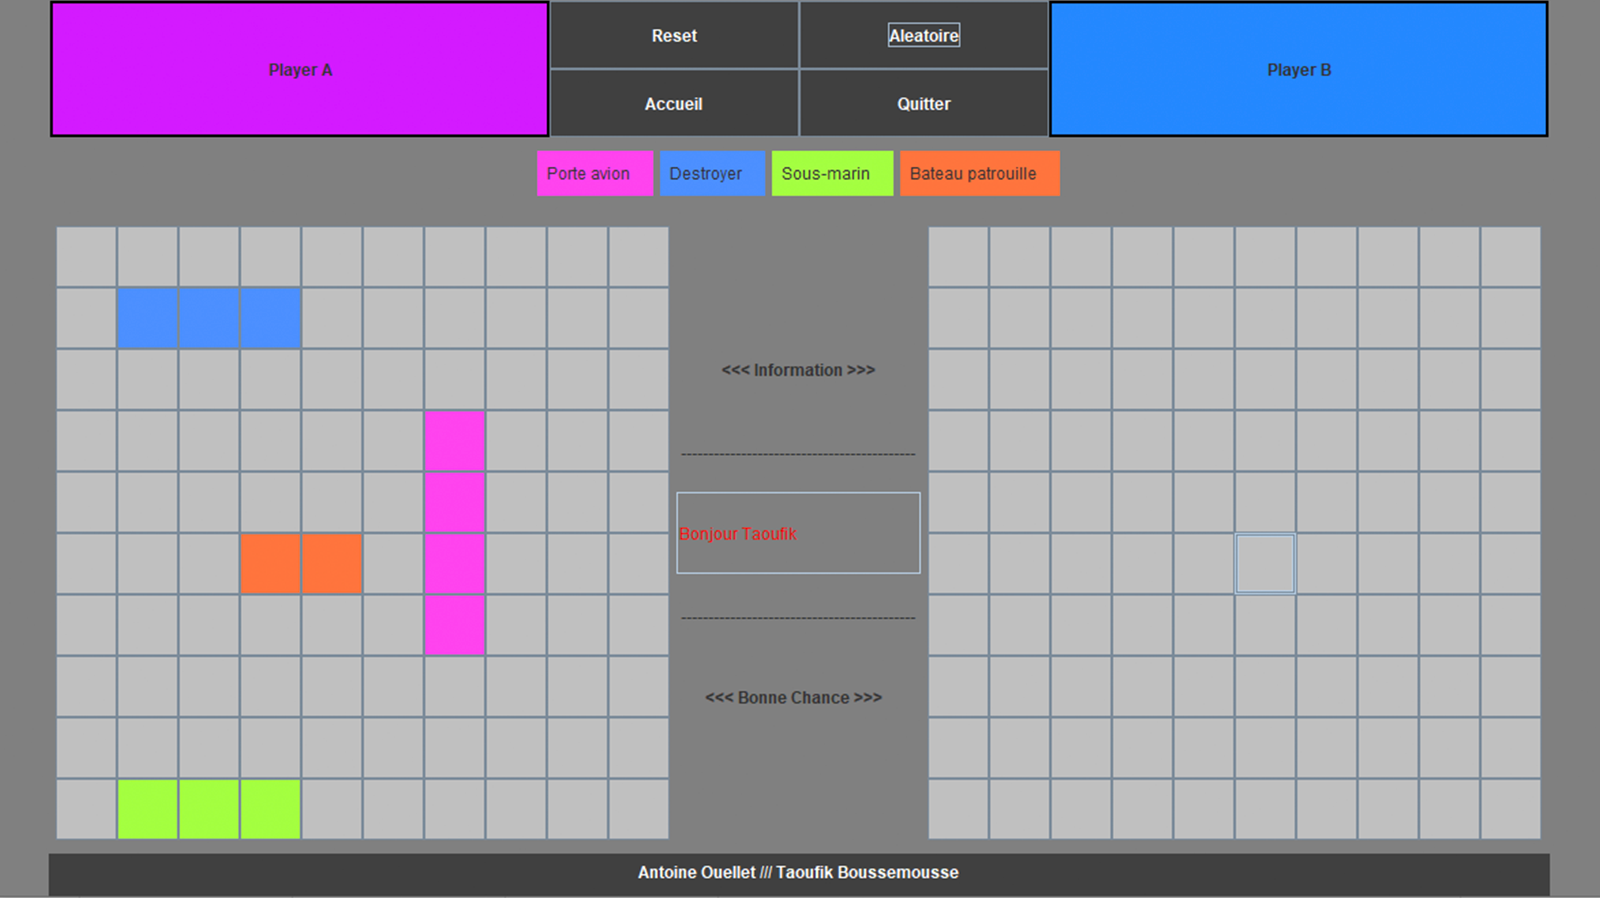 Player A
Reset
Aleatoire
Player B
Accueil
Quitter
Porte avion
Destroyer
Sous-marin
Bateau patrouille
<<< Information >>>
-----------------------------------------
Bonjour Taoufik
-----------------------------------------
<<< Bonne Chance >>>
Antoine Ouellet /// Taoufik Boussemousse